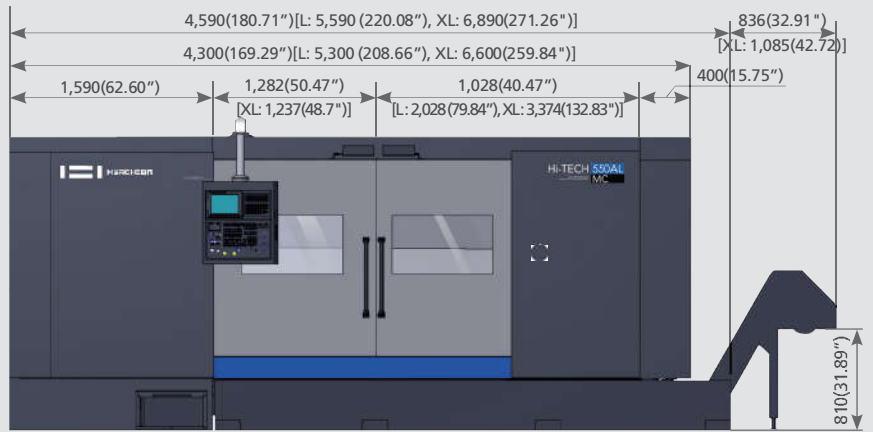 4,590(180.71”)[L: 5,590 (220.08”), XL: 6,890(271.26”]
836(32.91")
[XL: 1,085(42.72)]
4,300(169.29”)[L: 5,300 (208.66”), XL: 6,600(259.84”]
400(15.75”)
1,590(62.60”)
1,282(50.47”)
1,028(40.47”)
[XL: 1,237(48.7")]
[L: 2,028(79.84”), XL: 3,374(132.83”)]
HWACHEON
Hi-TECH 550AL
MC
810(31.89”)